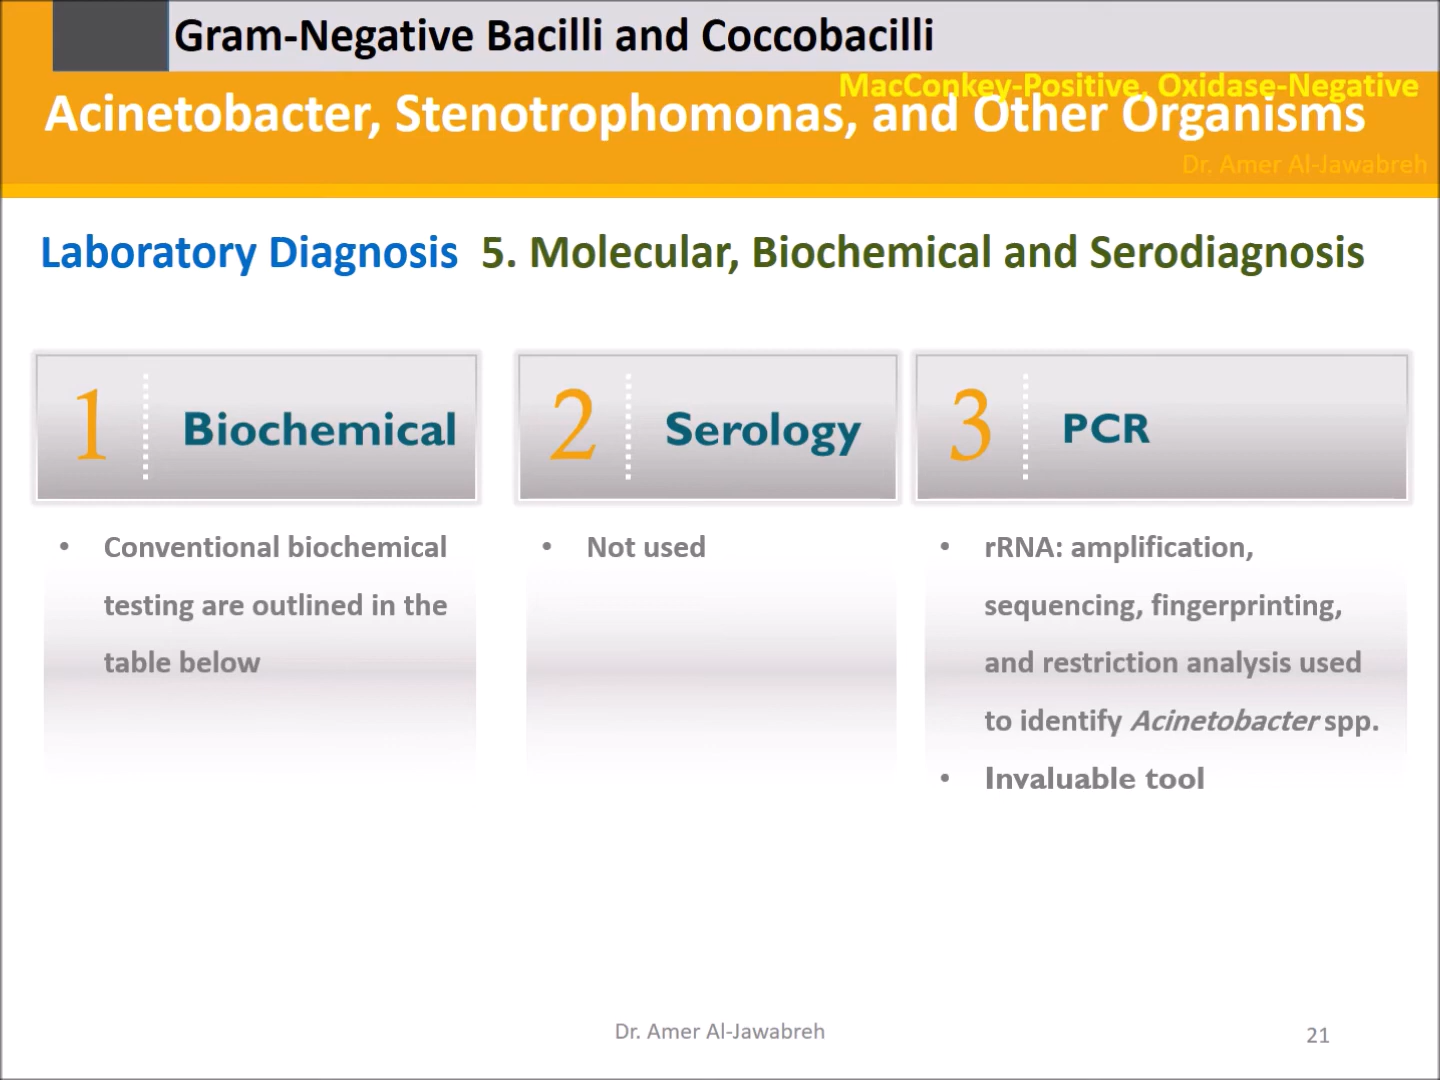 Gram-Negative Bacilli and Coccobacilli
MacConkey-Positive, Oxidase-Negative
Acinetobacter, Stenotrophomonas, and Other Organisms
Dr. Amer Al-Jawabreh
Laboratory Diagnosis 5. Molecular, Biochemical and Serodiagnosis
1 Biochemical
• Conventional biochemical
testing are outlined in the
table below
2 Serology
• Not used
3 PCR
• rRNA: amplification,
sequencing, fingerprinting,
and restriction analysis used
to identify Acinetobacter spp.
• Invaluable tool
Dr. Amer Al-Jawabreh
21